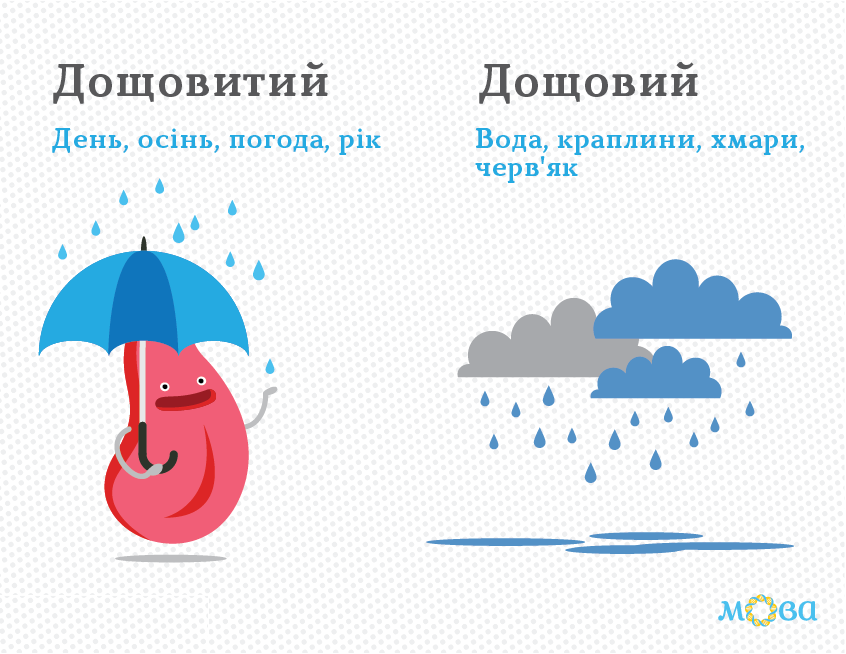 Дощовитий
День, осінь, погода, рік
Дощовий
Вода, краплини, хмари,
черв'як
мова